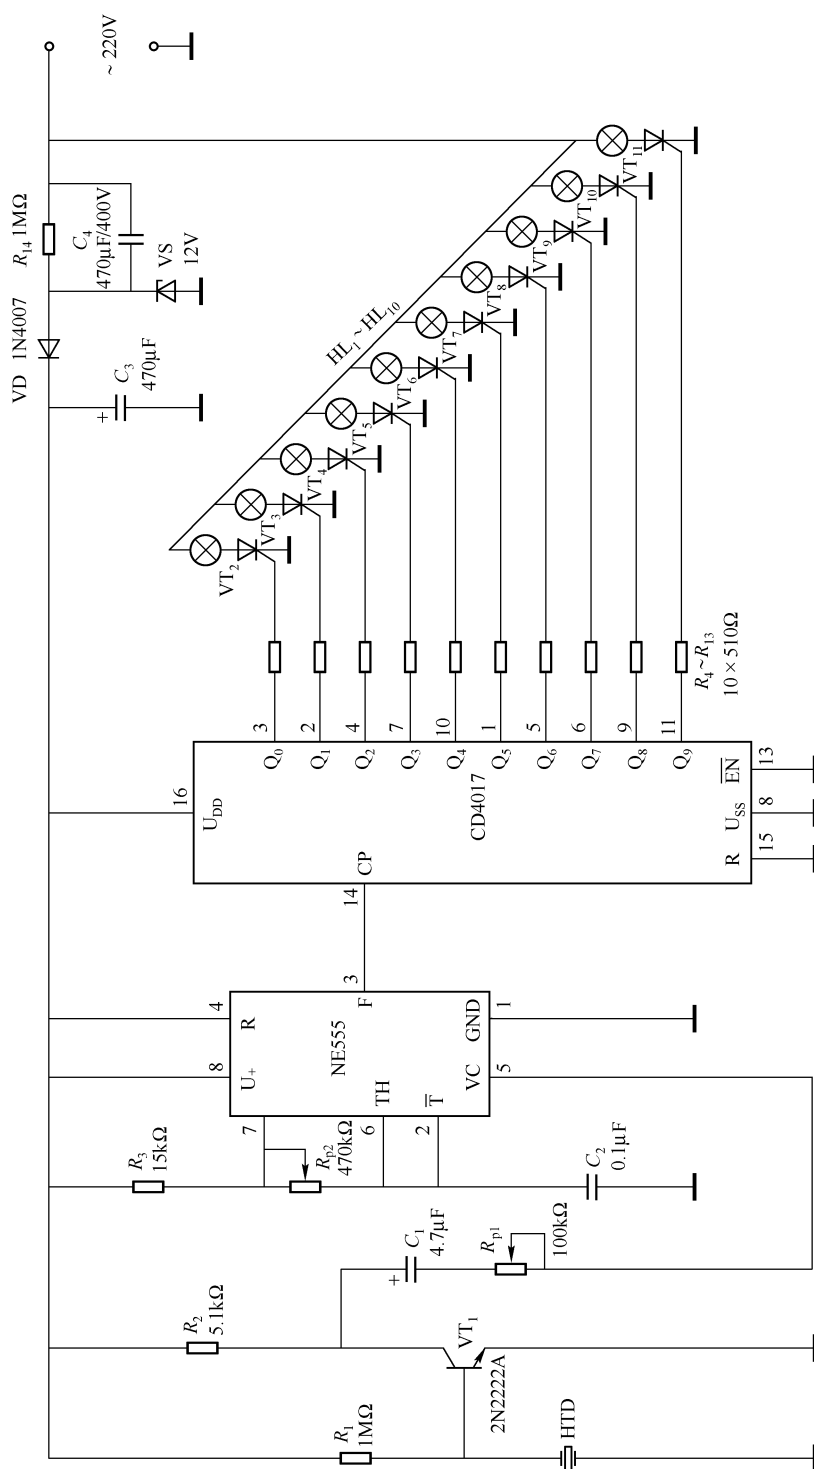 R₁
1MΩ
HTD
R₂
5.1kΩ
VT₁
2N2222A
C₁
4.7μF
+
Rp1
100kΩ
R₃
15kΩ
Rp2
470kΩ
C₂
0.1μF
7
6
2
8
4
U+
R
TH
T̅
NE555
F
3
VC
GND
5
1
14
CP
CD4017
16
U_DD
R
U_SS
E̅N̅
15
8
13
Q₀
Q₁
Q₂
Q₃
Q₄
Q₅
Q₆
Q₇
Q₈
Q₉
3
2
4
7
10
1
5
6
9
11
R₄~R₁₃
10×510Ω
VT₂
VT₃
VT₄
VT₅
VT₆
VT₇
VT₈
VT₉
VT₁₀
VT₁₁
HL₁~HL₁₀
VD 1N4007
+
C₃
470μF
R₁₄ 1MΩ
C₄
470μF/400V
VS
12V
~220V